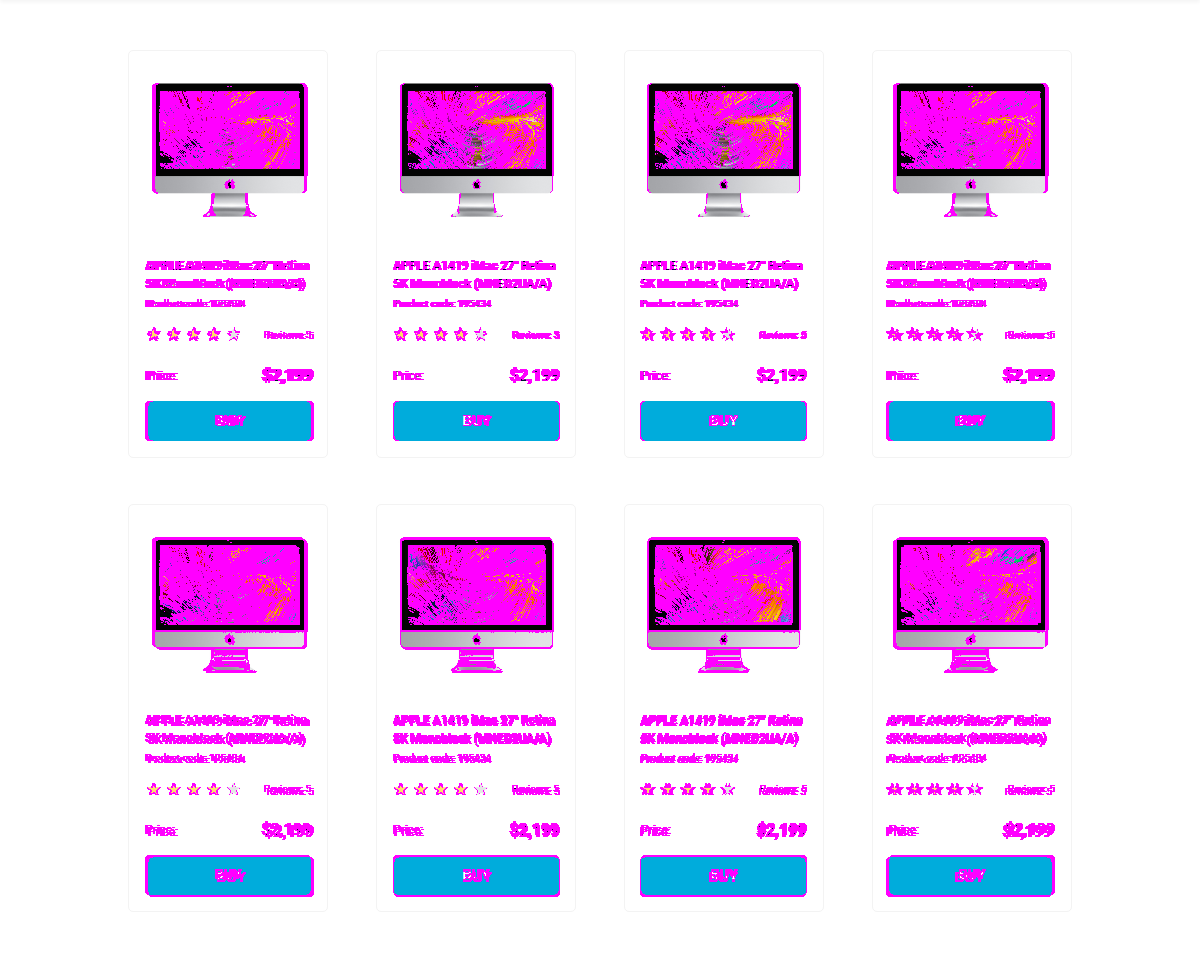 APPLE A1419 iMac 27" Retina
5K Monoblock (MNED2UA/A)
Product code: 195434
Reviews: 5
Price:
$2,199
BUY
APPLE A1419 iMac 27" Retina
5K Monoblock (MNED2UA/A)
Product code: 195434
Reviews: 5
Price:
$2,199
BUY
APPLE A1419 iMac 27" Retina
5K Monoblock (MNED2UA/A)
Product code: 195434
Reviews: 5
Price:
$2,199
BUY
APPLE A1419 iMac 27" Retina
5K Monoblock (MNED2UA/A)
Product code: 195434
Reviews: 5
Price:
$2,199
BUY
APPLE A1419 iMac 27" Retina
5K Monoblock (MNED2UA/A)
Product code: 195434
Reviews: 5
Price:
$2,199
BUY
APPLE A1419 iMac 27" Retina
5K Monoblock (MNED2UA/A)
Product code: 195434
Reviews: 5
Price:
$2,199
BUY
APPLE A1419 iMac 27" Retina
5K Monoblock (MNED2UA/A)
Product code: 195434
Reviews: 5
Price:
$2,199
BUY
APPLE A1419 iMac 27" Retina
5K Monoblock (MNED2UA/A)
Product code: 195434
Reviews: 5
Price:
$2,199
BUY